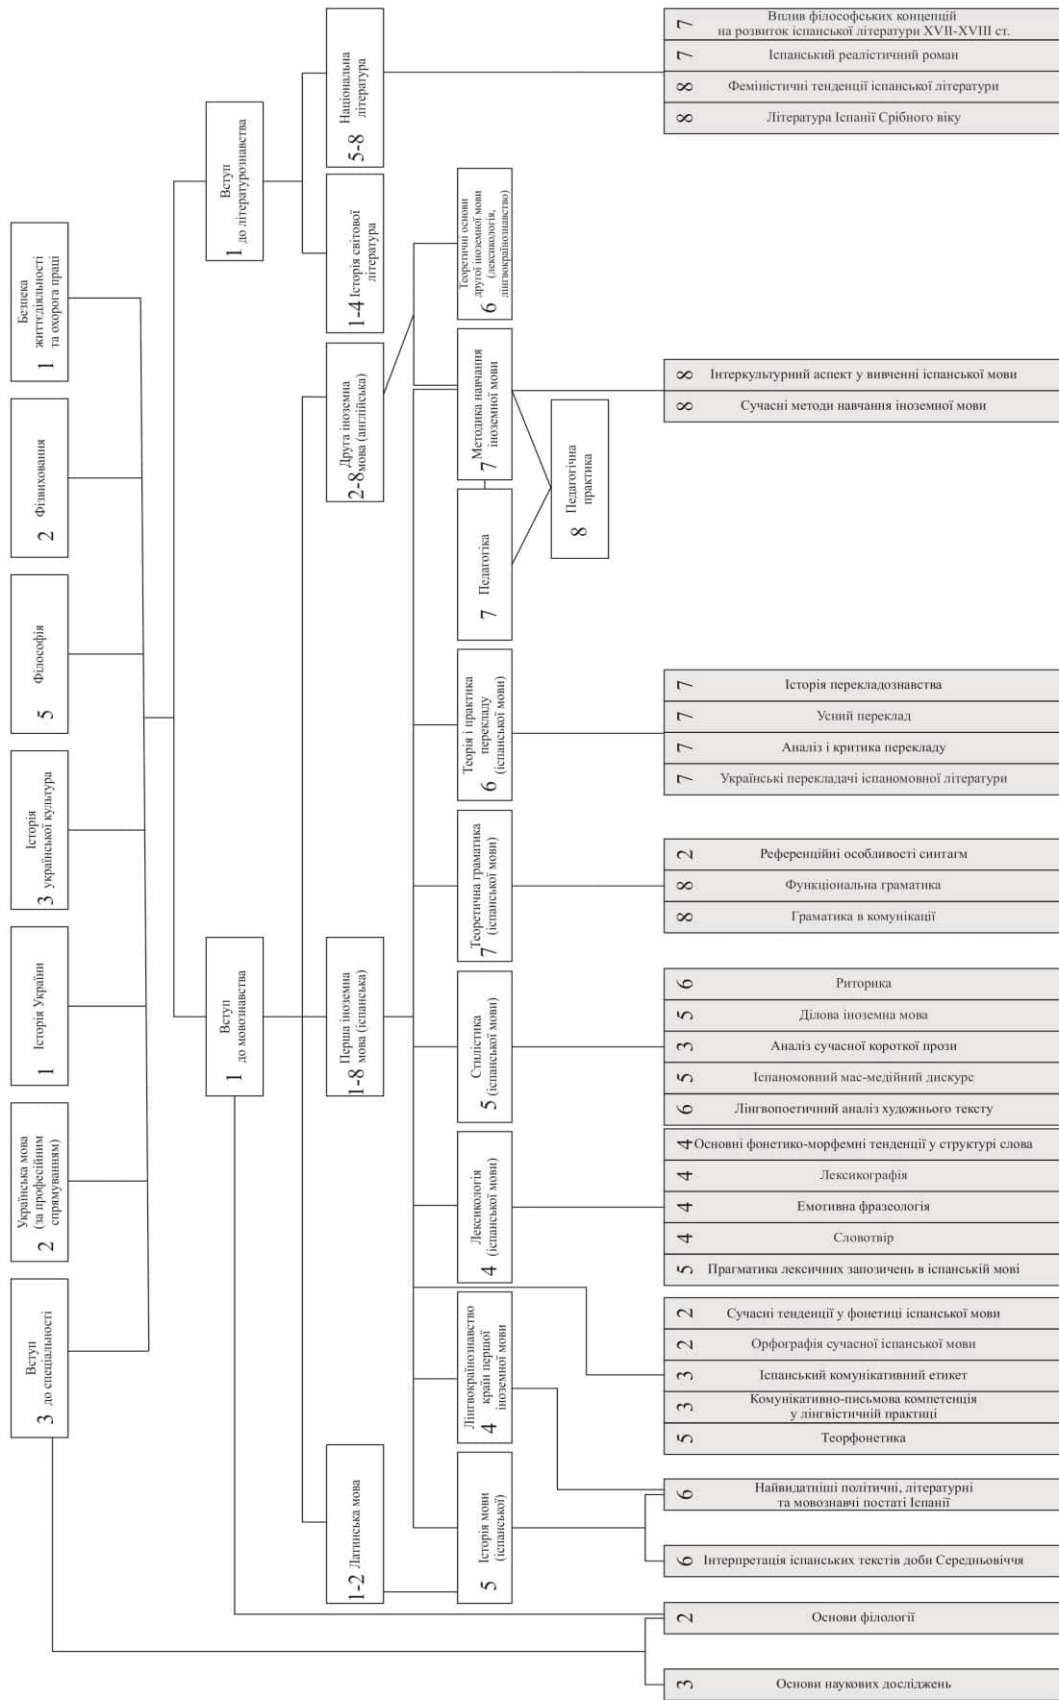 Вступ
3 до спеціальності
Українська мова
(за професійним
2 спрямуванням)
Історія України
1
Історія
3 української культура
Філософія
5
Фізвиховання
2
Безпека
життєдіяльності
1 та охорога праці
Вступ
1 до мовознавства
Вступ
1 до літературознавства
1-2 Латинська мова
Перша іноземна
1-8 мова (іспанська)
Друга іноземна
2-8 мова (англійська)
1-4 Історія світової
література
Національна
5-8 література
Історія мови
5 (іспанської)
Лінгвокраїнознавство
країн першої
4 іноземної мови
Лексикологія
4 (іспанської мови)
Стилістика
5 (іспанської мови)
Теоретична граматика
7 (іспанської мови)
Теорія і практика
перекладу
6 (іспанської мови)
7 Педагогіка
Методика навчання
7 іноземної мови
Теоретичні основи
другої іноземної мови
(лексикологія,
6 лінгвокраїнознавство)
Педагогічна
8 практика
3 Основи наукових досліджень
2 Основи філології
6 Інтерпретація іспанських текстів доби Середньовіччя
6 Найвидатніші політичні, літературні
та мовознавчі постаті Іспанії
5 Теорфонетика
3 Комунікативно-письмова компетенція
у лінгвістичній практиці
3 Іспанський комунікативний етикет
2 Орфографія сучасної іспанської мови
2 Сучасні тенденції у фонетиці іспанської мови
5 Прагматика лексичних запозичень в іспанській мові
4 Словотвір
4 Емотивна фразеологія
4 Лексикографія
4 Основні фонетико-морфемні тенденції у структурі слова
6 Лінгвопоетичний аналіз художнього тексту
5 Іспаномовний мас-медійний дискурс
3 Аналіз сучасної короткої прози
5 Ділова іноземна мова
6 Риторика
8 Граматика в комунікації
8 Функціональна граматика
2 Референційні особливості синтагм
7 Українські перекладачі іспаномовної літератури
7 Аналіз і критика перекладу
7 Усний переклад
7 Історія перекладознавства
8 Сучасні методи навчання іноземної мови
8 Інтеркультурний аспект у вивченні іспанської мови
8 Література Іспанії Срібного віку
8 Феміністичні тенденції іспанської літератури
7 Іспанський реалістичний роман
7 Вплив філософських концепцій
на розвиток іспанської літератури XVII-XVIII ст.